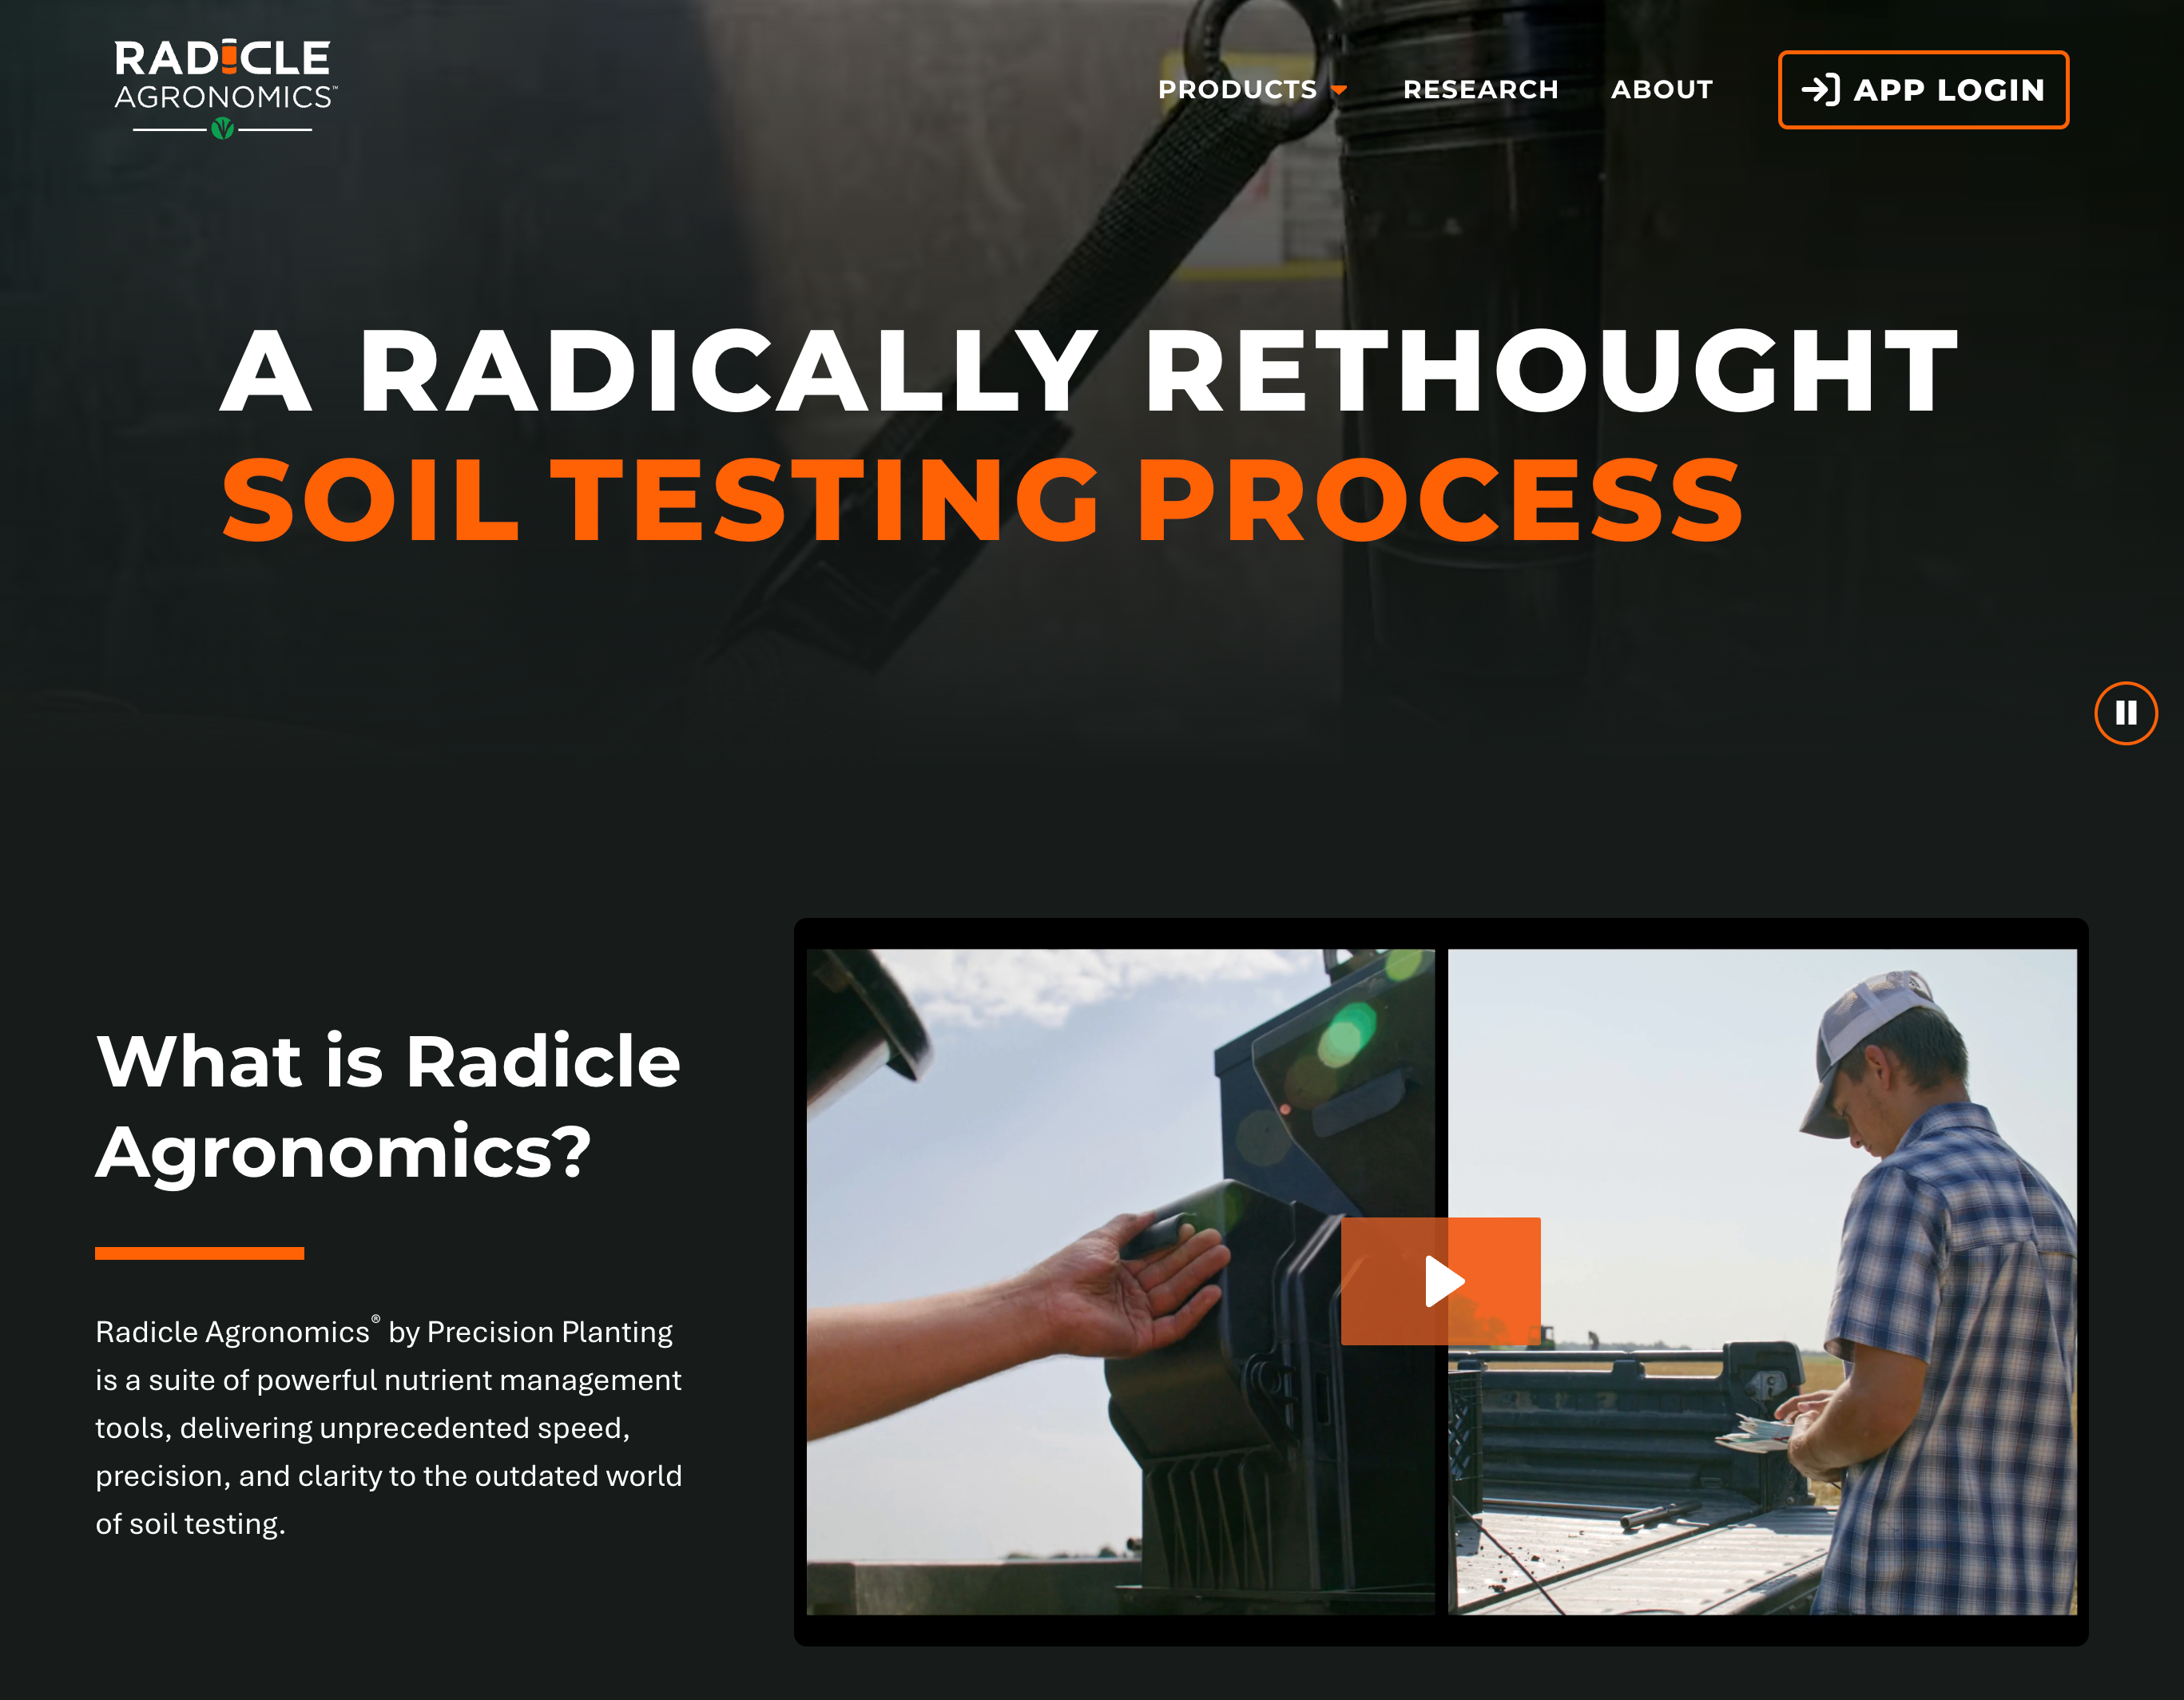 RADICLE
AGRONOMICS™
PRODUCTS
RESEARCH
ABOUT
APP LOGIN
A RADICALLY RETHOUGHT
SOIL TESTING PROCESS
What is Radicle
Agronomics?
Radicle Agronomics® by Precision Planting
is a suite of powerful nutrient management
tools, delivering unprecedented speed,
precision, and clarity to the outdated world
of soil testing.